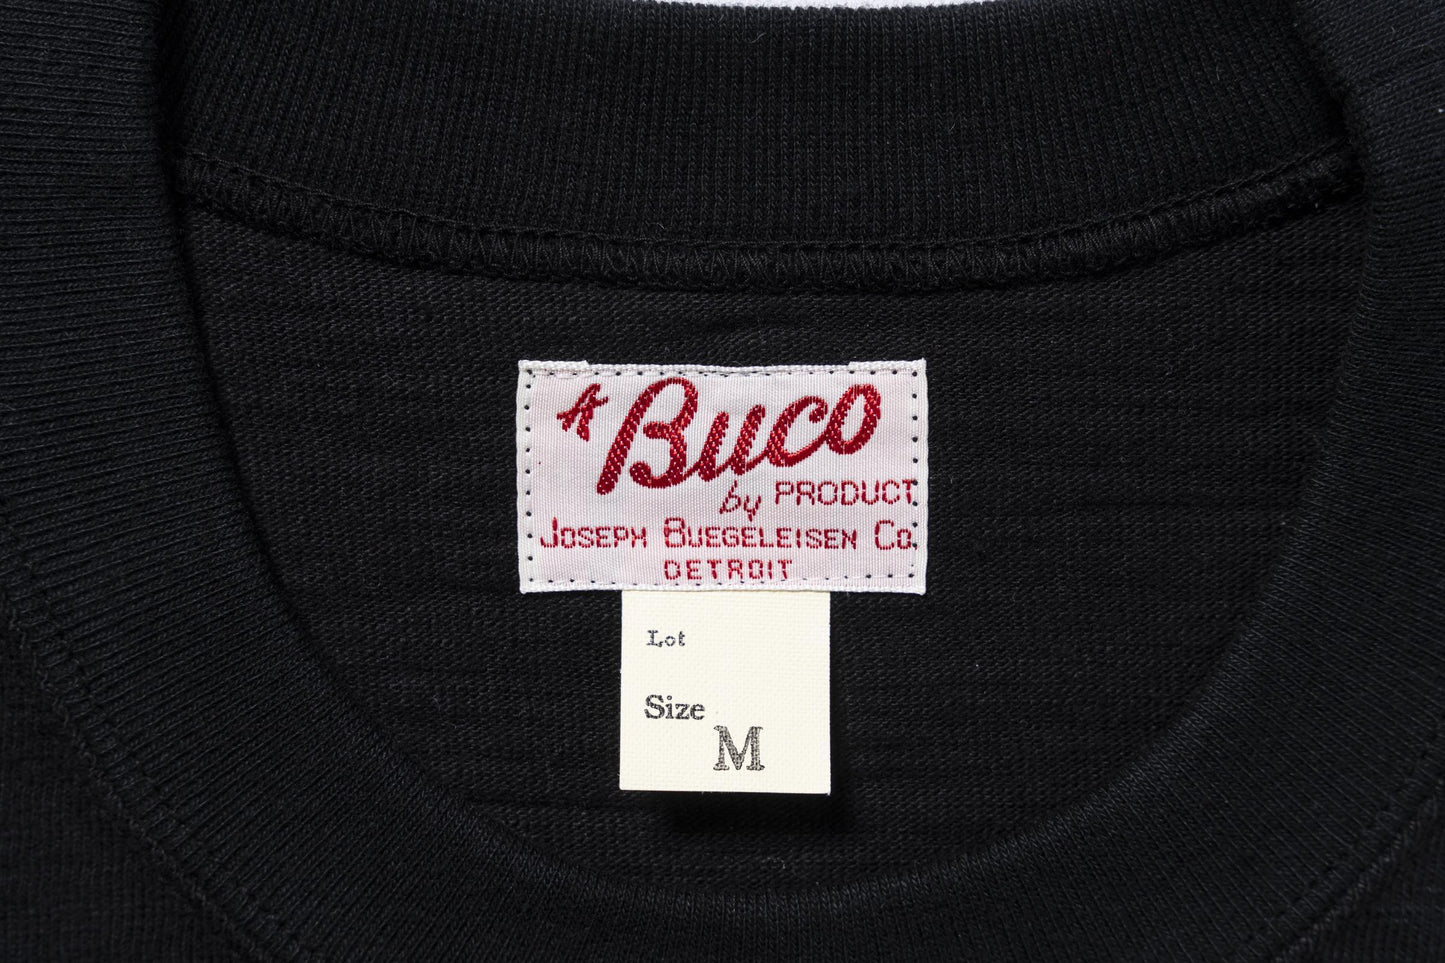 A Buco
by PRODUCT
JOSEPH BUEGELEISEN CO.
DETROIT
Lot
Size
M